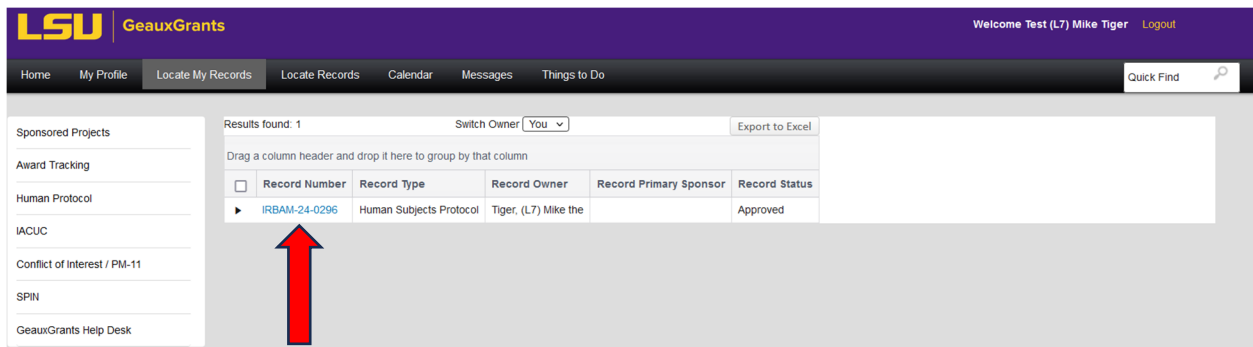 LSU GeauxGrants Welcome Test (L7) Mike Tiger Logout
Home My Profile Locate My Records Locate Records Calendar Messages Things to Do Quick Find
Sponsored Projects
Award Tracking
Human Protocol
IACUC
Conflict of Interest / PM-11
SPIN
GeauxGrants Help Desk
Results found: 1 Switch Owner You Export to Excel
Drag a column header and drop it here to group by that column
Record Number Record Type Record Owner Record Primary Sponsor Record Status
IRBAM-24-0296 Human Subjects Protocol Tiger, (L7) Mike the Approved